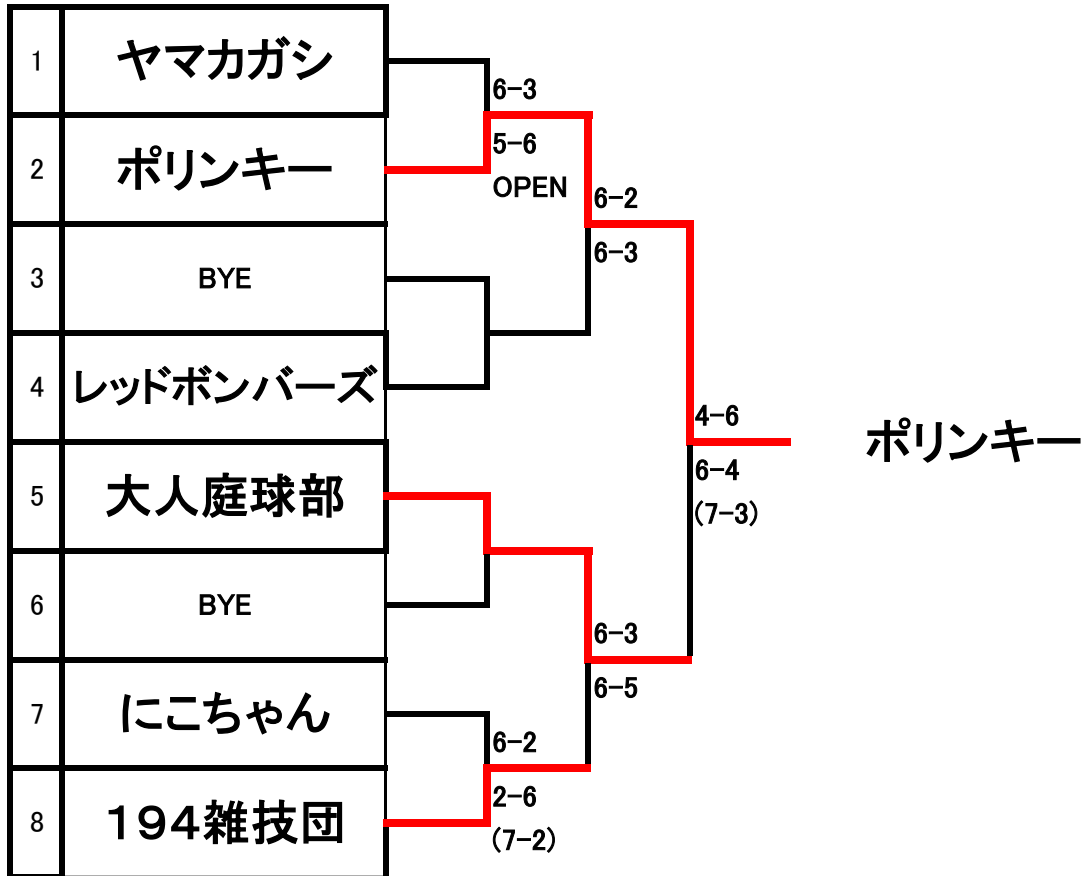 1 ヤマカガシ
2 ポリンキー
3 BYE
4 レッドボンバーズ
5 大人庭球部
6 BYE
7 にこちゃん
8 194雑技団
6-3
5-6
OPEN
6-2
2-6
(7-2)
6-2
6-3
6-3
6-5
4-6
6-4
(7-3)
ポリンキー